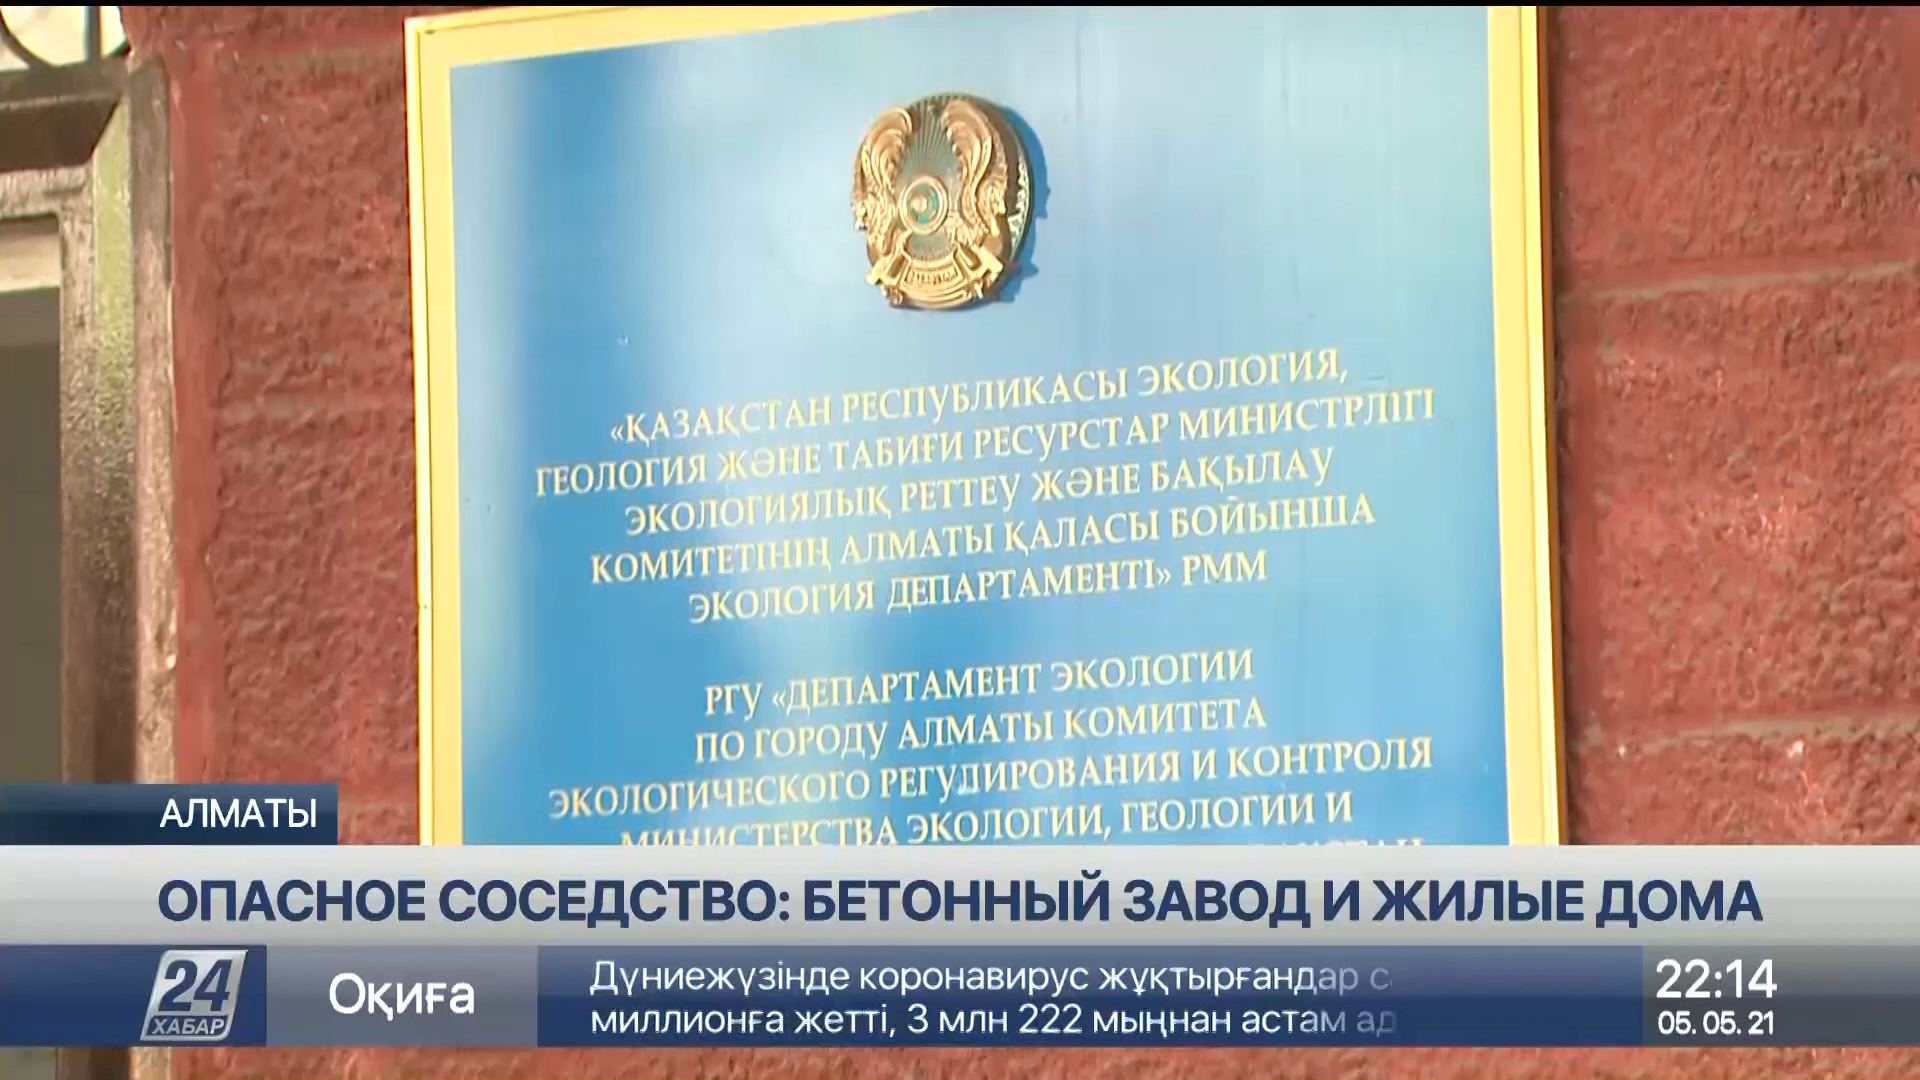 «ҚАЗАҚСТАН РЕСПУБЛИКАСЫ ЭКОЛОГИЯ,
ГЕОЛОГИЯ ЖӘНЕ ТАБИҒИ РЕСУРСТАР МИНИСТРЛІГІ
ЭКОЛОГИЯЛЫҚ РЕТТЕУ ЖӘНЕ БАҚЫЛАУ
КОМИТЕТІНІҢ АЛМАТЫ ҚАЛАСЫ БОЙЫНША
ЭКОЛОГИЯ ДЕПАРТАМЕНТІ» РММ
РГУ «ДЕПАРТАМЕНТ ЭКОЛОГИИ
ПО ГОРОДУ АЛМАТЫ КОМИТЕТА
ЭКОЛОГИЧЕСКОГО РЕГУЛИРОВАНИЯ И КОНТРОЛЯ
МИНИСТЕРСТВА ЭКОЛОГИИ, ГЕОЛОГИИ И
АЛМАТЫ
ОПАСНОЕ СОСЕДСТВО: БЕТОННЫЙ ЗАВОД И ЖИЛЫЕ ДОМА
24
ХАБАР
Оқиға
Дүниежүзінде коронавирус жұқтырғандар
миллионға жетті, 3 млн 222 мыңнан астам
22:14
05.05.21